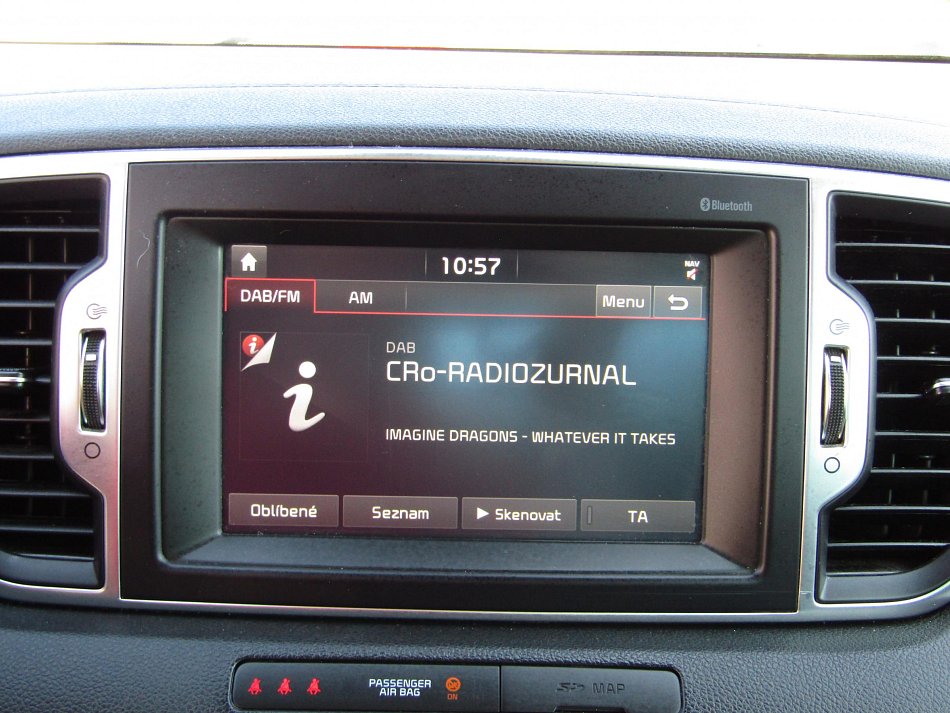 Bluetooth
10:57
NAV
DAB/FM
AM
Menu
DAB
CRo-RADIOZURNAL
IMAGINE DRAGONS - WHATEVER IT TAKES
Oblíbené
Seznam
Skenovat
TA
PASSENGER
AIR BAG
ON
SD MAP